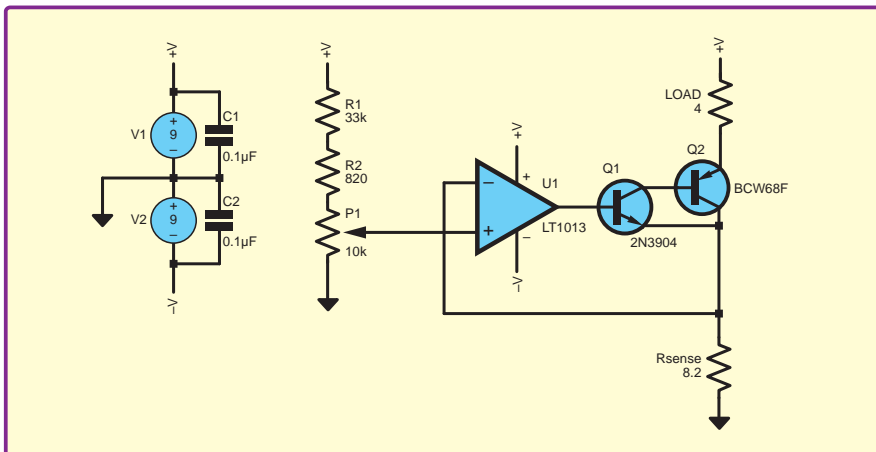 +V
V1
+
9
–
C1
0.1µF
V2
+
9
–
C2
0.1µF
–V
+V
R1
33k
R2
820
P1
10k
+V
+
–
+
–
U1
LT1013
–V
Q1
2N3904
+V
LOAD
4
Q2
BCW68F
Rsense
8.2